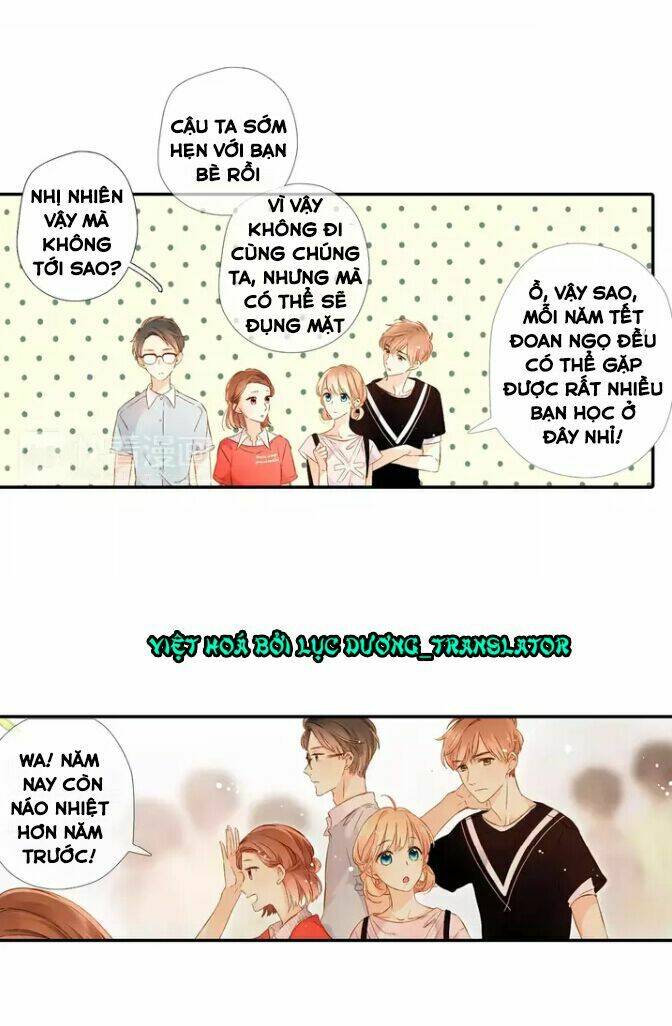 CẬU TA SỚM
HẸN VỚI BẠN
BÈ RỒI
NHỊ NHIÊN
VẬY MÀ
KHÔNG
TỚI SAO?
VÌ VẬY
KHÔNG ĐI
CÙNG CHÚNG
TA, NHƯNG MÀ
CÓ THỂ SẼ
ĐỤNG MẶT
Ồ, VẬY SAO,
MỖI NĂM TẾT
ĐOAN NGỌ ĐỀU
CÓ THỂ GẶP
ĐƯỢC RẤT NHIỀU
BẠN HỌC Ở
ĐÂY NHỈ!
看漫画
VIỆT HOÁ BỞI LỤC DƯƠNG_TRANSLATOR
WA! NĂM
NAY CÒN
NÁO NHIỆT
HƠN NĂM
TRƯỚC!